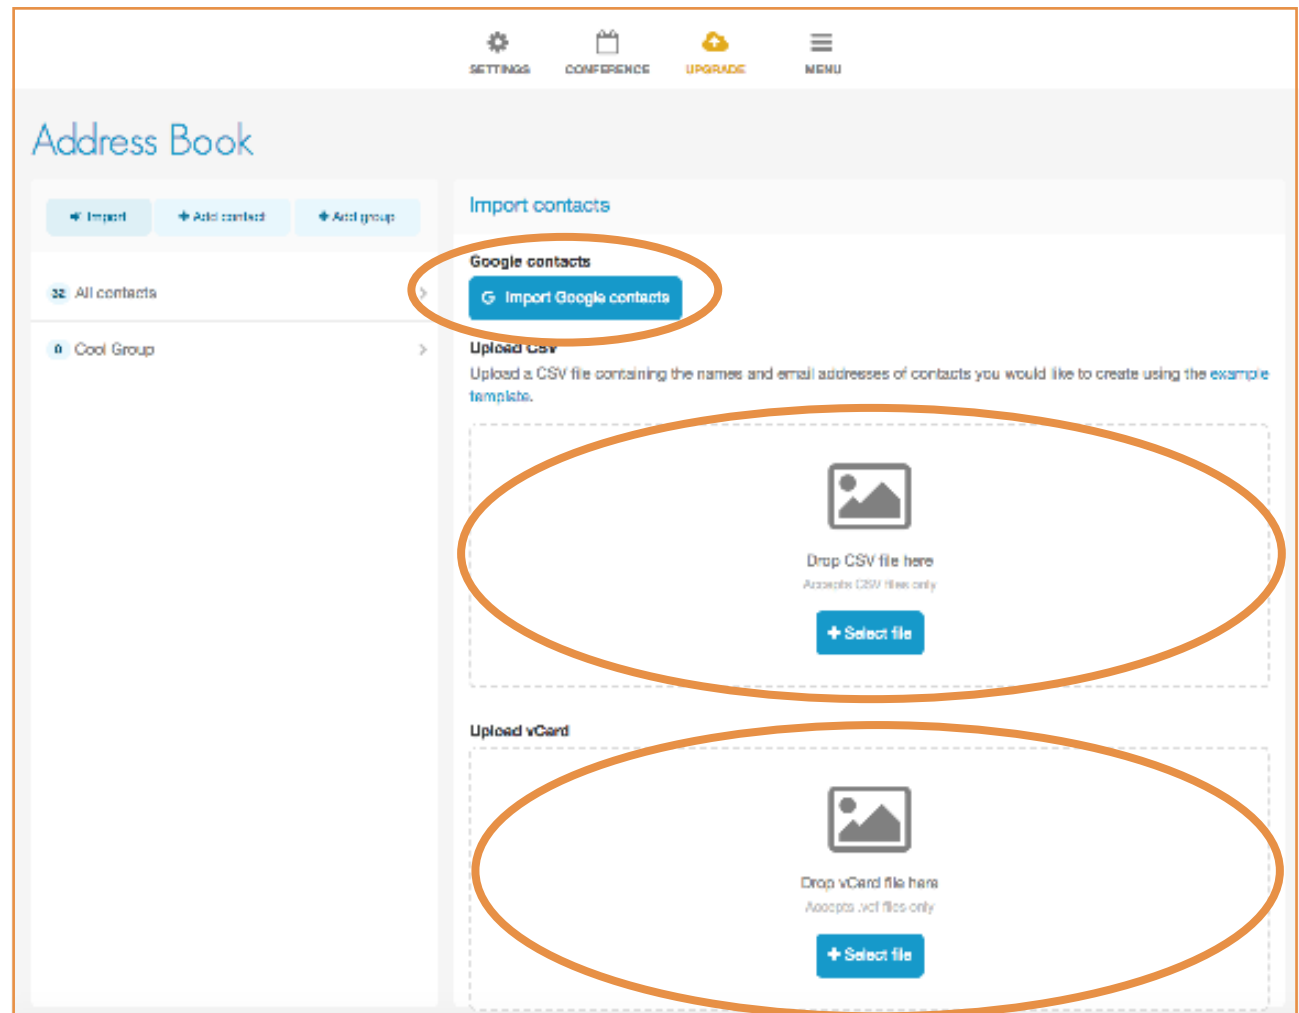 SETTINGS
CONFERENCE
UPGRADE
MENU
Address Book
Import
+ Add contact
+ Add group
Import contacts
Google contacts
G Import Google contacts
32 All contacts
0 Cool Group
Upload CSV
Upload a CSV file containing the names and email addresses of contacts you would like to create using the example
template.
Drop CSV file here
Accepts CSV files only
+ Select file
Upload vCard
Drop vCard file here
Accepts .vcf files only
+ Select file